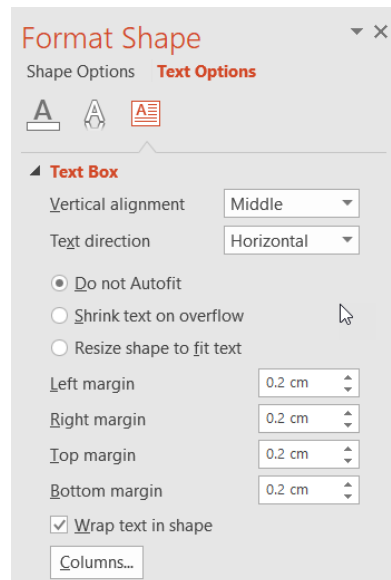 Format Shape
Shape Options Text Options
A A A
Text Box
Vertical alignment Middle
Text direction Horizontal
Do not Autofit
Shrink text on overflow
Resize shape to fit text
Left margin 0.2 cm
Right margin 0.2 cm
Top margin 0.2 cm
Bottom margin 0.2 cm
Wrap text in shape
Columns...